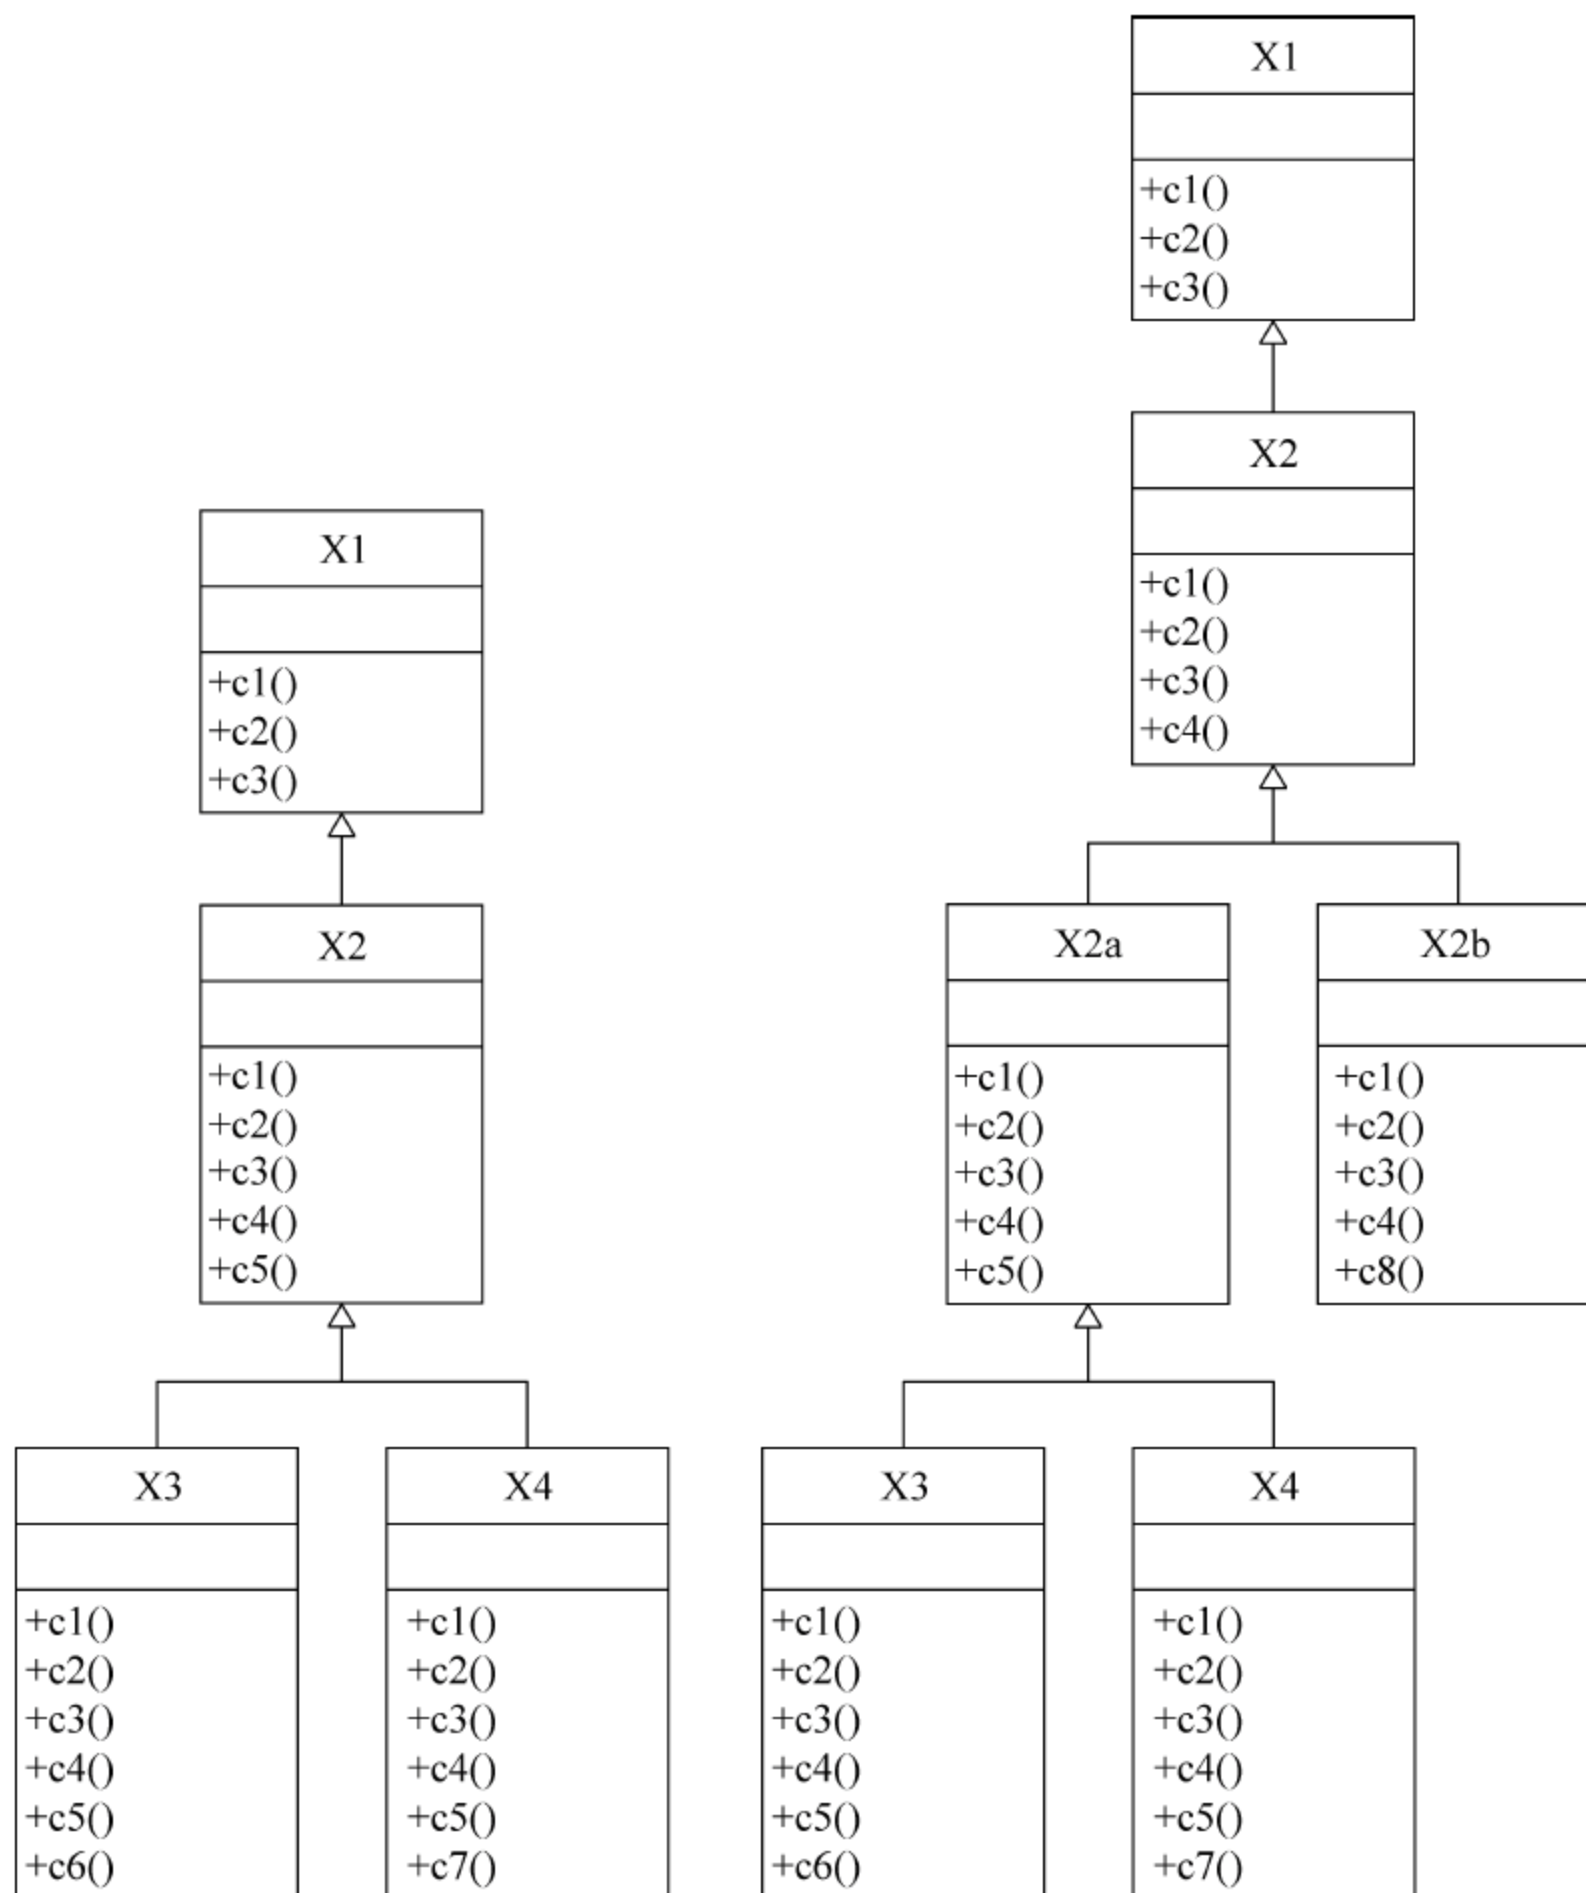 X1
+c1()
+c2()
+c3()
X2
+c1()
+c2()
+c3()
+c4()
+c5()
X3
+c1()
+c2()
+c3()
+c4()
+c5()
+c6()
X4
+c1()
+c2()
+c3()
+c4()
+c5()
+c7()
X1
+c1()
+c2()
+c3()
X2
+c1()
+c2()
+c3()
+c4()
X2a
+c1()
+c2()
+c3()
+c4()
+c5()
X2b
+c1()
+c2()
+c3()
+c4()
+c8()
X3
+c1()
+c2()
+c3()
+c4()
+c5()
+c6()
X4
+c1()
+c2()
+c3()
+c4()
+c5()
+c7()